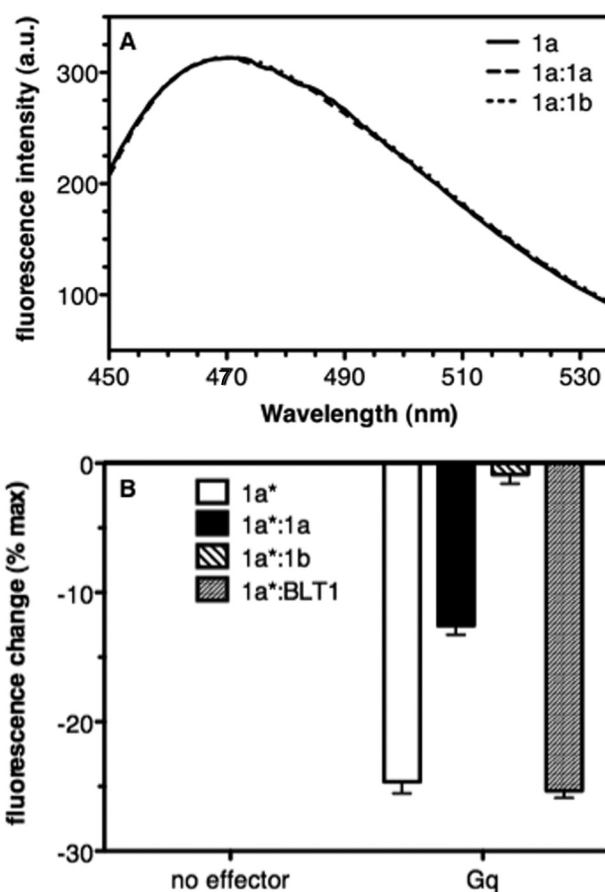 A
1a
1a:1a
1a:1b
fluorescence intensity (a.u.)
300
200
100
450 470 490 510 530
Wavelength (nm)
B
1a*
1a*:1a
1a*:1b
1a*:BLT1
fluorescence change (% max)
0
-10
-20
-30
no effector Gq